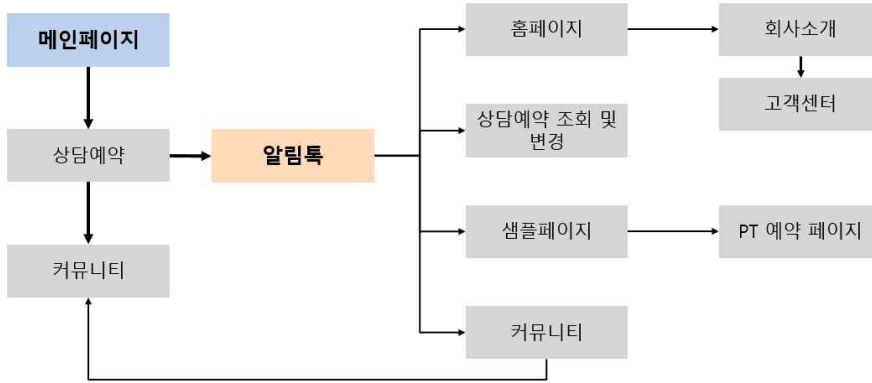 메인페이지
홈페이지
회사소개
고객센터
상담예약
알림톡
상담예약 조회 및
변경
샘플페이지
PT 예약 페이지
커뮤니티
커뮤니티